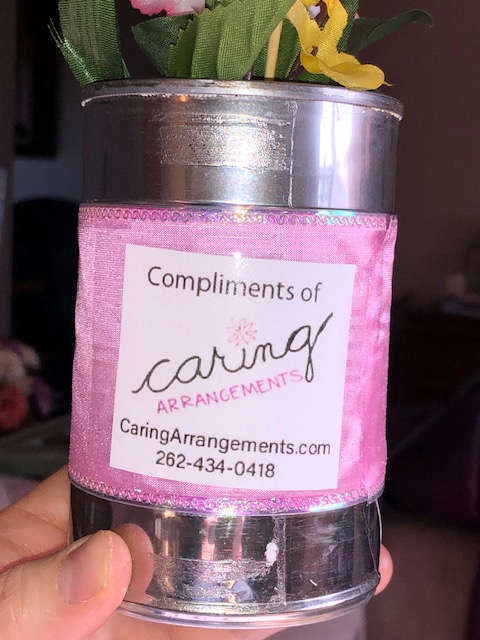 Compliments of
caring
ARRANGEMENTS
CaringArrangements.com
262-434-0418